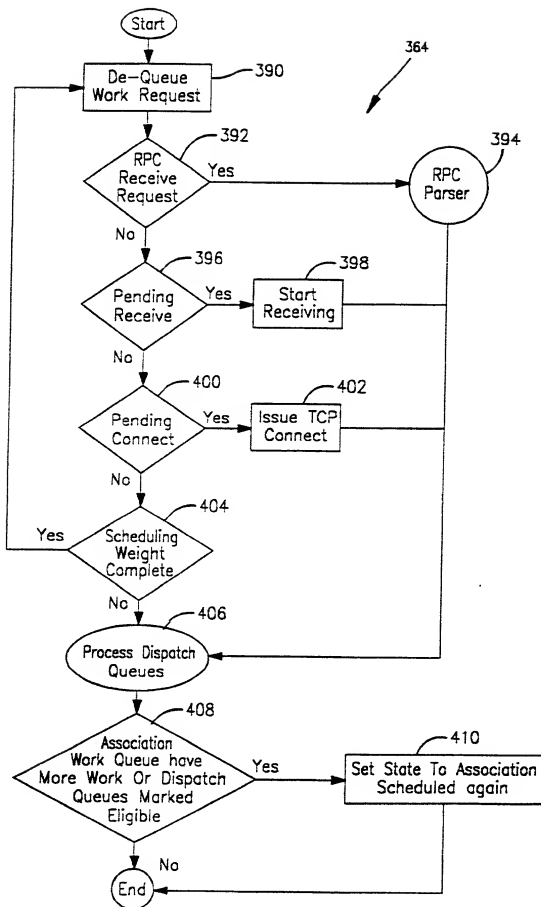 Start
364
De-Queue
Work Request
390
392
RPC
Receive
Request
Yes
394
RPC
Parser
No
396
Pending
Receive
Yes
398
Start
Receiving
No
400
Pending
Connect
Yes
402
Issue TCP
Connect
No
404
Yes
Scheduling
Weight
Complete
No
406
Process Dispatch
Queues
408
Association
Work Queue have
More Work Or Dispatch
Queues Marked
Eligible
Yes
410
Set State To Association
Scheduled again
No
End